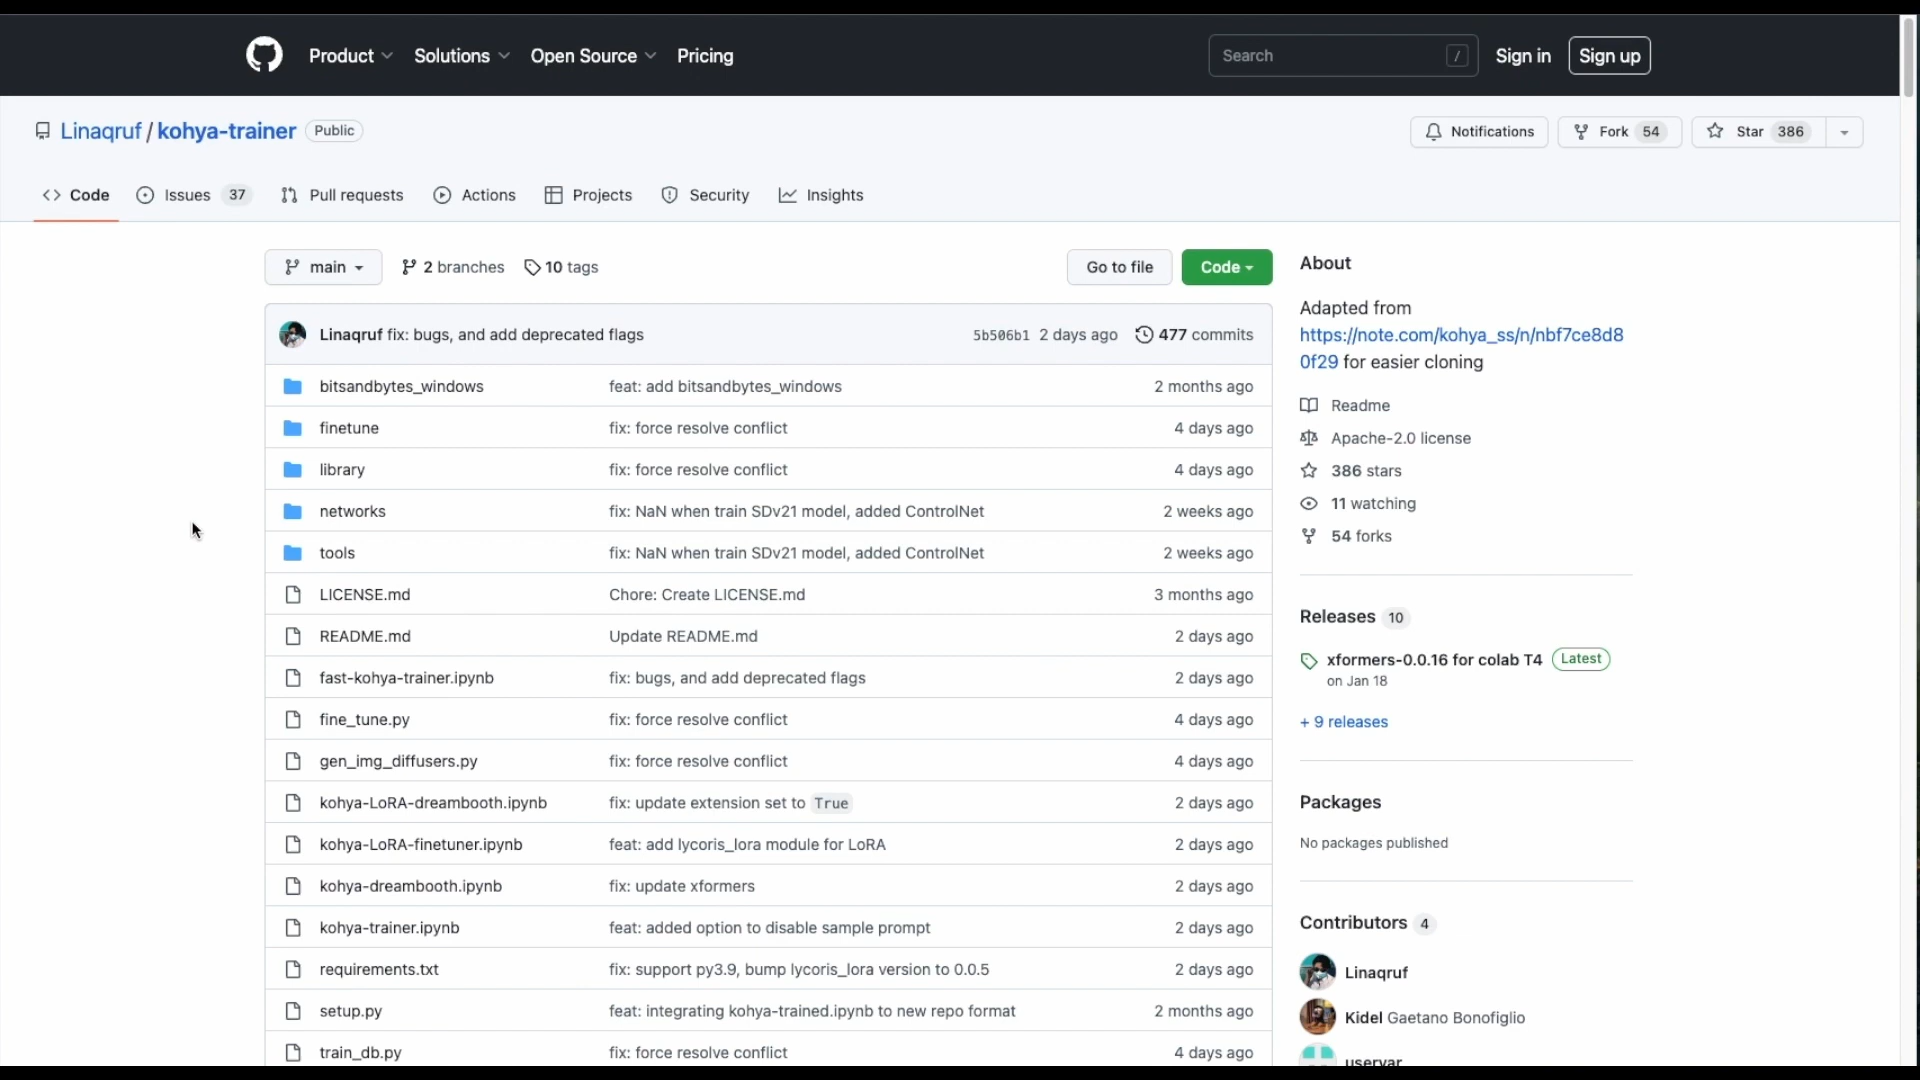 Product Solutions Open Source Pricing Search / Sign in Sign up
Linaqruf / kohya-trainer Public Notifications Fork 54 Star 386
Code Issues 37 Pull requests Actions Projects Security Insights
main 2 branches 10 tags Go to file Code
Linaqruf fix: bugs, and add deprecated flags 5b506b1 2 days ago 477 commits
bitsandbytes_windows feat: add bitsandbytes_windows 2 months ago
finetune fix: force resolve conflict 4 days ago
library fix: force resolve conflict 4 days ago
networks fix: NaN when train SDv21 model, added ControlNet 2 weeks ago
tools fix: NaN when train SDv21 model, added ControlNet 2 weeks ago
LICENSE.md Chore: Create LICENSE.md 3 months ago
README.md Update README.md 2 days ago
fast-kohya-trainer.ipynb fix: bugs, and add deprecated flags 2 days ago
fine_tune.py fix: force resolve conflict 4 days ago
gen_img_diffusers.py fix: force resolve conflict 4 days ago
kohya-LoRA-dreambooth.ipynb fix: update extension set to True 2 days ago
kohya-LoRA-finetuner.ipynb feat: add lycoris_lora module for LoRA 2 days ago
kohya-dreambooth.ipynb fix: update xformers 2 days ago
kohya-trainer.ipynb feat: added option to disable sample prompt 2 days ago
requirements.txt fix: support py3.9, bump lycoris_lora version to 0.0.5 2 days ago
setup.py feat: integrating kohya-trained.ipynb to new repo format 2 months ago
train_db.py fix: force resolve conflict 4 days ago
About
Adapted from
https://note.com/kohya_ss/n/nbf7ce8d8
0f29 for easier cloning
Readme
Apache-2.0 license
386 stars
11 watching
54 forks
Releases 10
xformers-0.0.16 for colab T4 Latest
on Jan 18
+ 9 releases
Packages
No packages published
Contributors 4
Linaqruf
Kidel Gaetano Bonofiglio